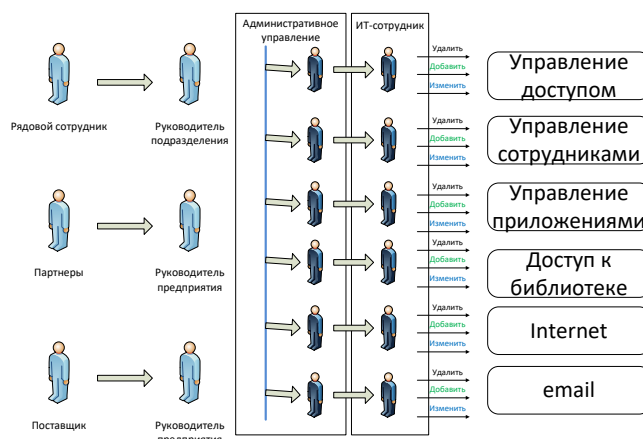 Административное
управление
ИТ-сотрудник
Рядовой сотрудник
Руководитель
подразделения
Удалить
Добавить
Изменить
Управление
доступом
Удалить
Добавить
Изменить
Управление
сотрудниками
Партнеры
Руководитель
предприятия
Удалить
Добавить
Изменить
Управление
приложениями
Удалить
Добавить
Изменить
Доступ к
библиотеке
Удалить
Добавить
Изменить
Internet
Поставщик
Руководитель
предприятия
Удалить
Добавить
Изменить
email